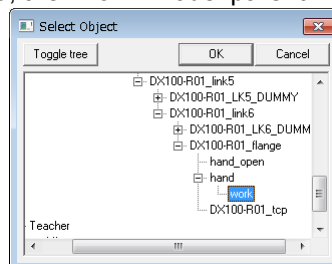 Select Object
Toggle tree OK Cancel
DX100-R01_link5
DX100-R01_LK5_DUMMY
DX100-R01_link6
DX100-R01_LK6_DUMM
DX100-R01_flange
hand_open
hand
work
DX100-R01_tcp
Teacher